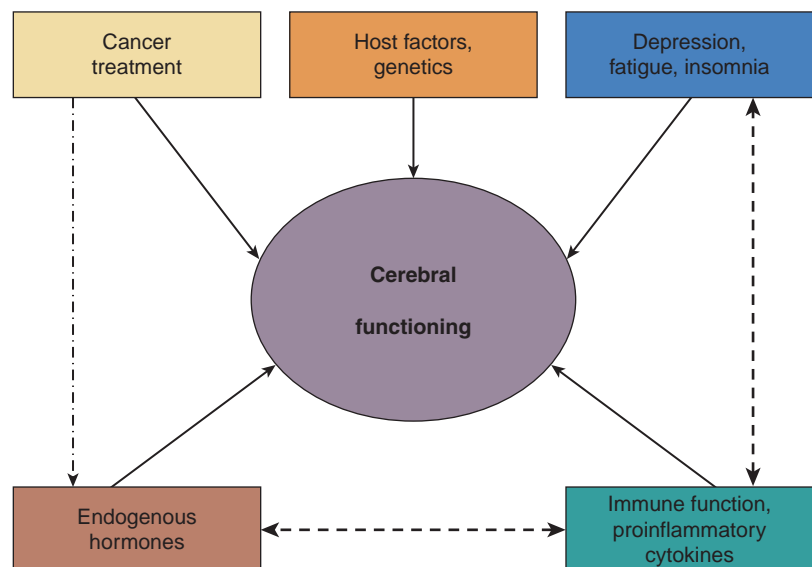 Cancer
treatment
Host factors,
genetics
Depression,
fatigue, insomnia
Cerebral
functioning
Endogenous
hormones
Immune function,
proinflammatory
cytokines